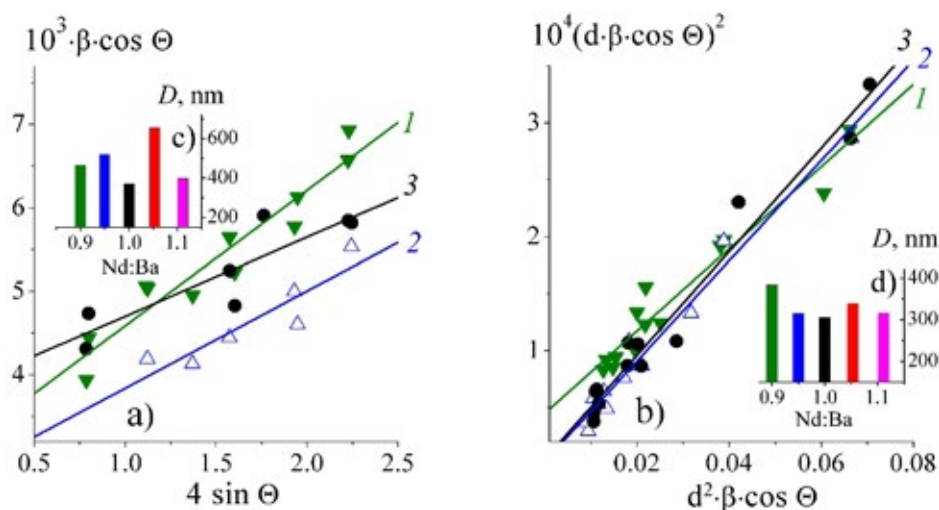 10³·β·cos Θ
7
6
5
4
0.5 1.0 1.5 2.0 2.5
4 sin Θ
a)
1
3
2
c)
D, nm
600
400
200
0.9 1.0 1.1
Nd:Ba
10⁴(d·β·cos Θ)²
3
2
1
0.02 0.04 0.06 0.08
d²·β·cos Θ
b)
3
2
1
d)
D, nm
400
300
200
0.9 1.0 1.1
Nd:Ba